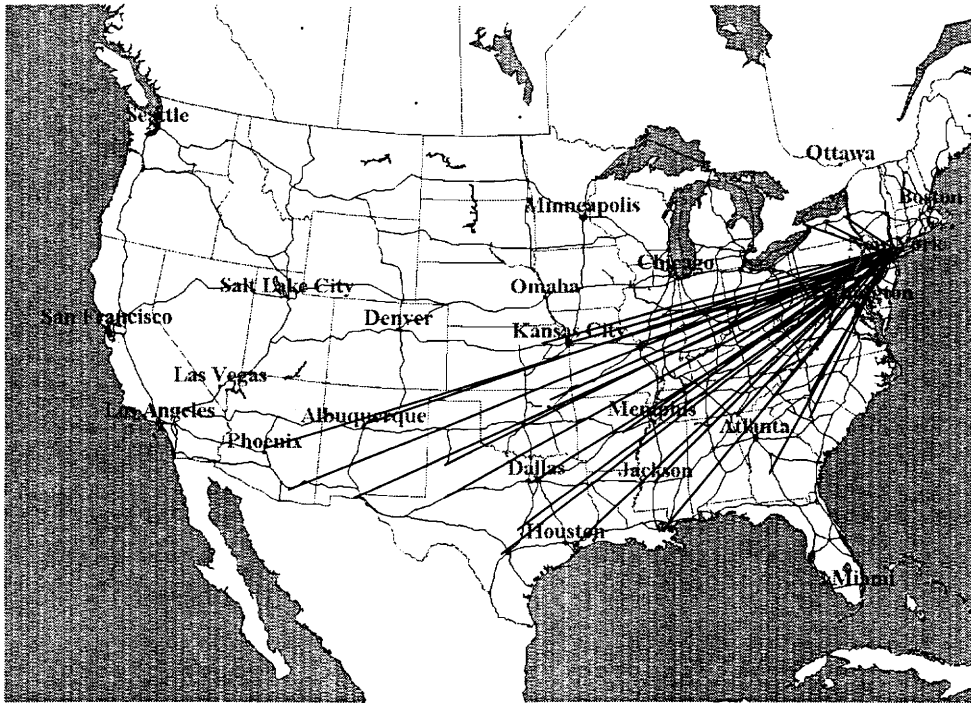 Seattle
Ottawa
Boston
Minneapolis
Chicago
Salt Lake City
Omaha
San Francisco
Denver
Kansas City
Las Vegas
Los Angeles
Albuquerque
Memphis
Phoenix
Atlanta
Dallas
Jackson
Houston
Miami